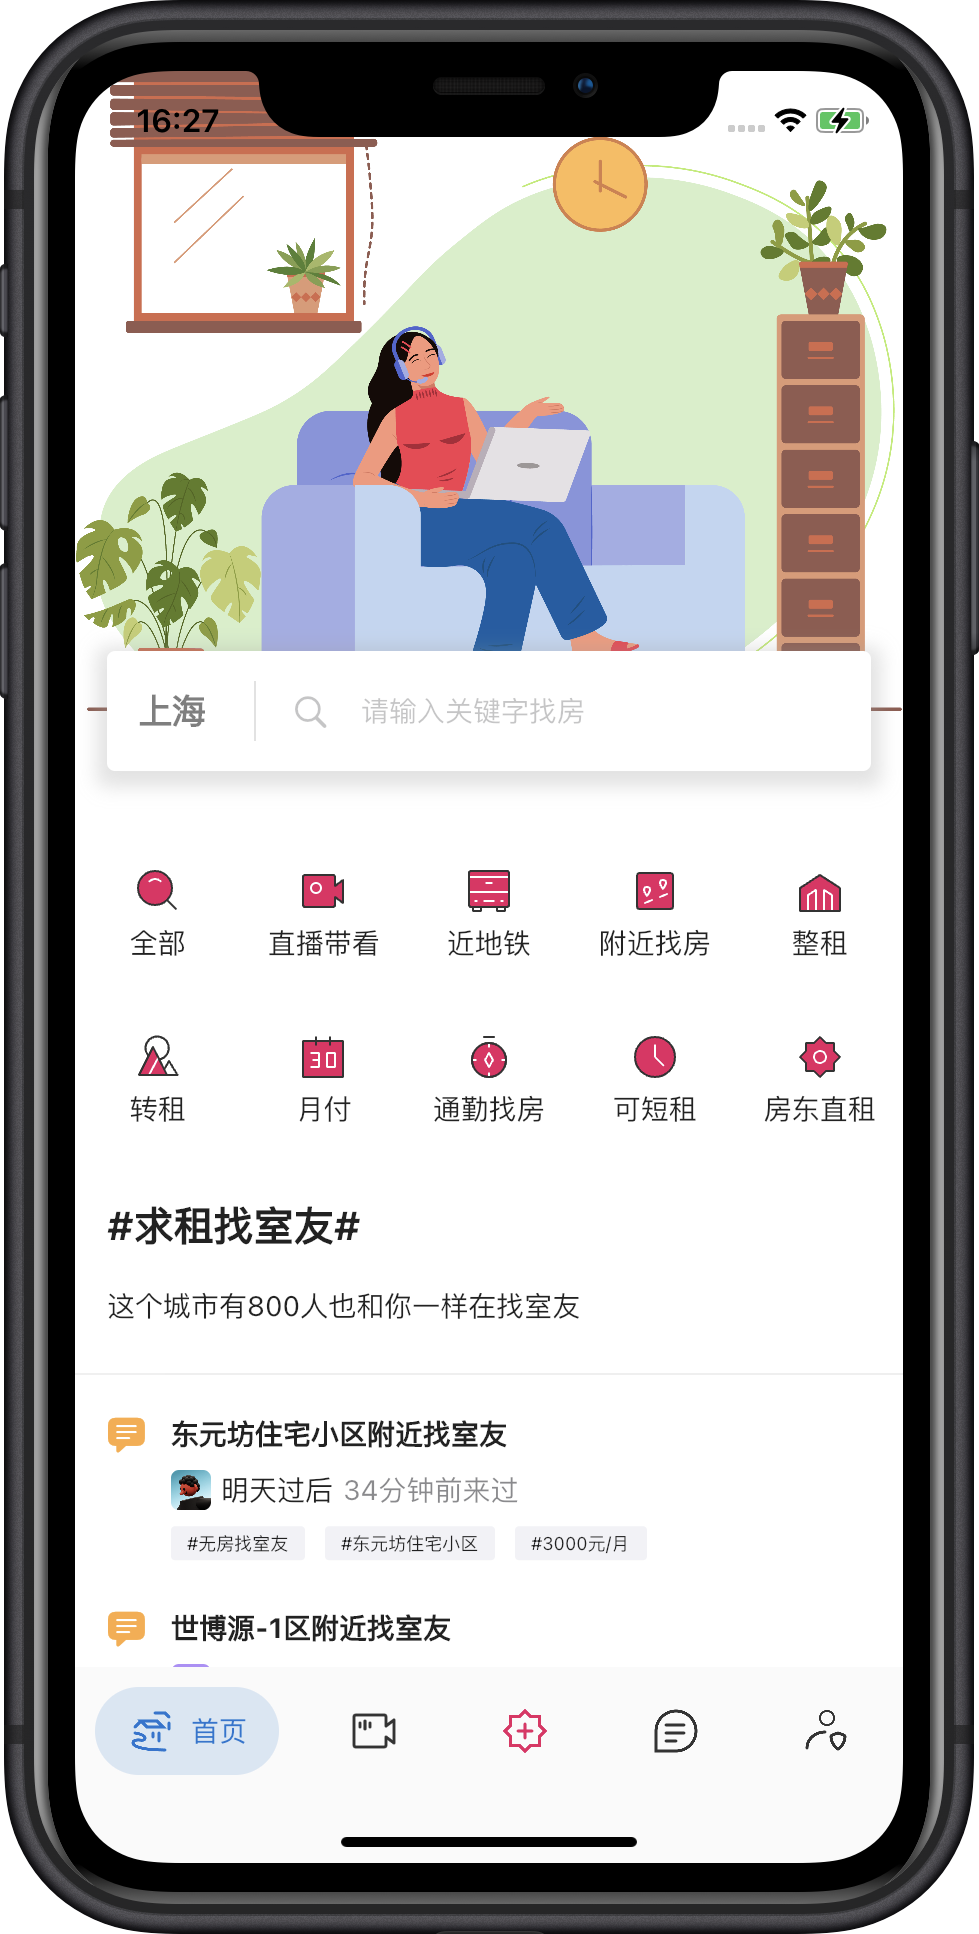 16:27
上海
请输入关键字找房
全部
直播带看
近地铁
附近找房
整租
转租
30
月付
通勤找房
可短租
房东直租
#求租找室友#
这个城市有800人也和你一样在找室友
东元坊住宅小区附近找室友
明天过后 34分钟前来过
#无房找室友 #东元坊住宅小区 #3000元/月
世博源-1区附近找室友
首页